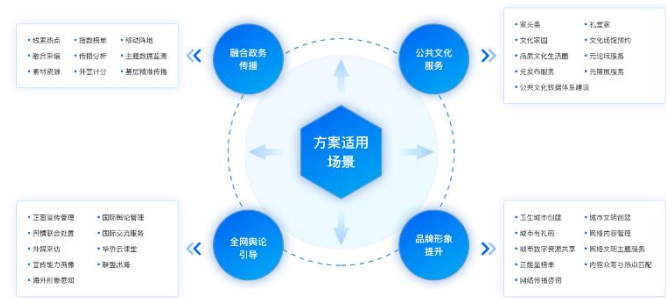 方案适用
场景
融合政务
传播
• 线索热点 • 指数榜单 • 移动阵地
• 融合采编 • 传播分析 • 主题数据监测
• 素材资源 • 外宣计分 • 基层精准传播
公共文化
服务
• 家头条 • 礼堂家
• 文化家园 • 文化场馆预约
• 品质文化生活圈 • 元论坛服务
• 元发布服务 • 元策展服务
• 公共文化数据体系建设
全网舆论
引导
• 正面宣传管理 • 国际舆论管理
• 舆情联合处置 • 国际交流服务
• 外媒采访 • 华侨云课堂
• 宣传能力画像 • 联盟出海
• 海外形象感知
品牌形象
提升
• 卫生城市创建 • 城市文明创建
• 城市有礼码 • 网络内容管理
• 城市数字资源共享 • 网络文明主题服务
• 正能量榜单 • 内容众筹与热点匹配
• 网络传播咨询